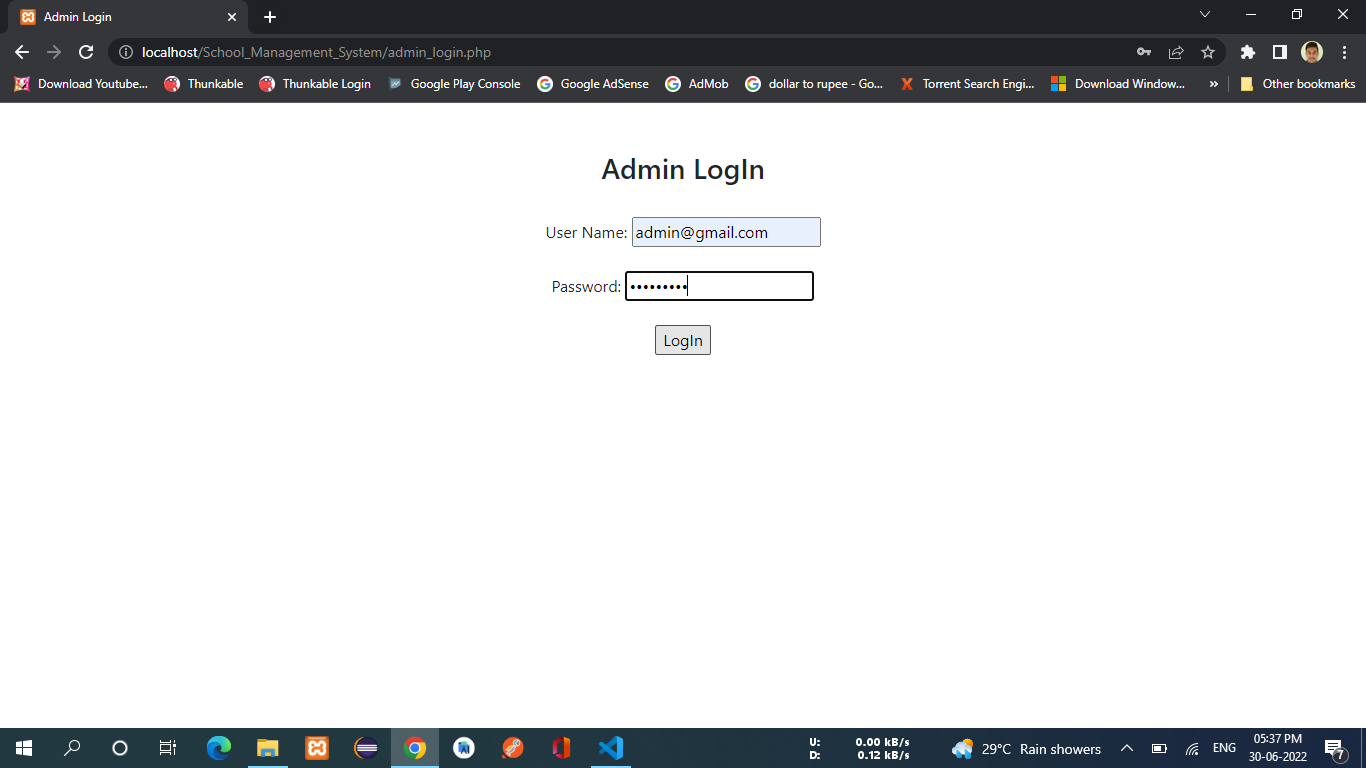 Admin Login
localhost/School_Management_System/admin_login.php
Download Youtube... Thunkable Thunkable Login Google Play Console Google AdSense AdMob dollar to rupee - Go... Torrent Search Engi... Download Window... » Other bookmarks
Admin LogIn
User Name: admin@gmail.com
Password: •••••••••
LogIn
U: 0.00 kB/s
D: 0.12 kB/s
29°C Rain showers
ENG
05:37 PM
30-06-2022
7